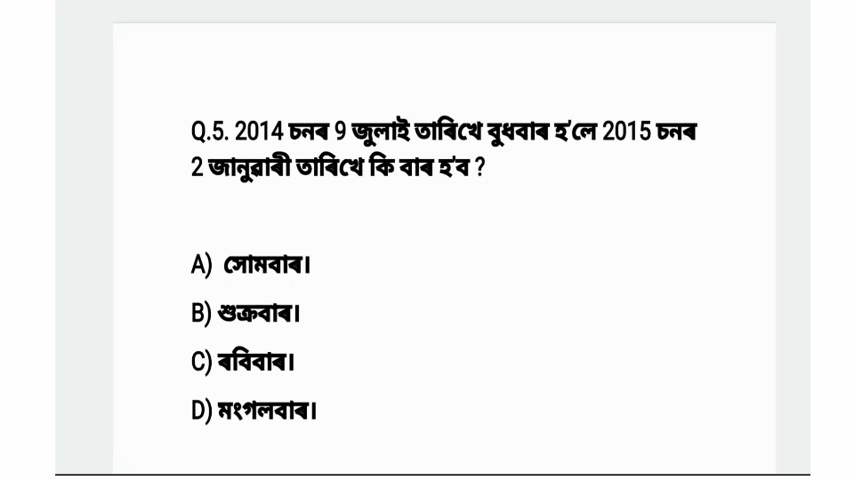 Q.5. 2014 চনৰ 9 জুলাই তাৰিখে বুধবাৰ হ'লে 2015 চনৰ
2 জানুৱাৰী তাৰিখে কি বাৰ হ'ব ?
A) সোমবাৰ।
B) শুক্রবাৰ।
C) ৰবিবাৰ।
D) মংগলবাৰ।